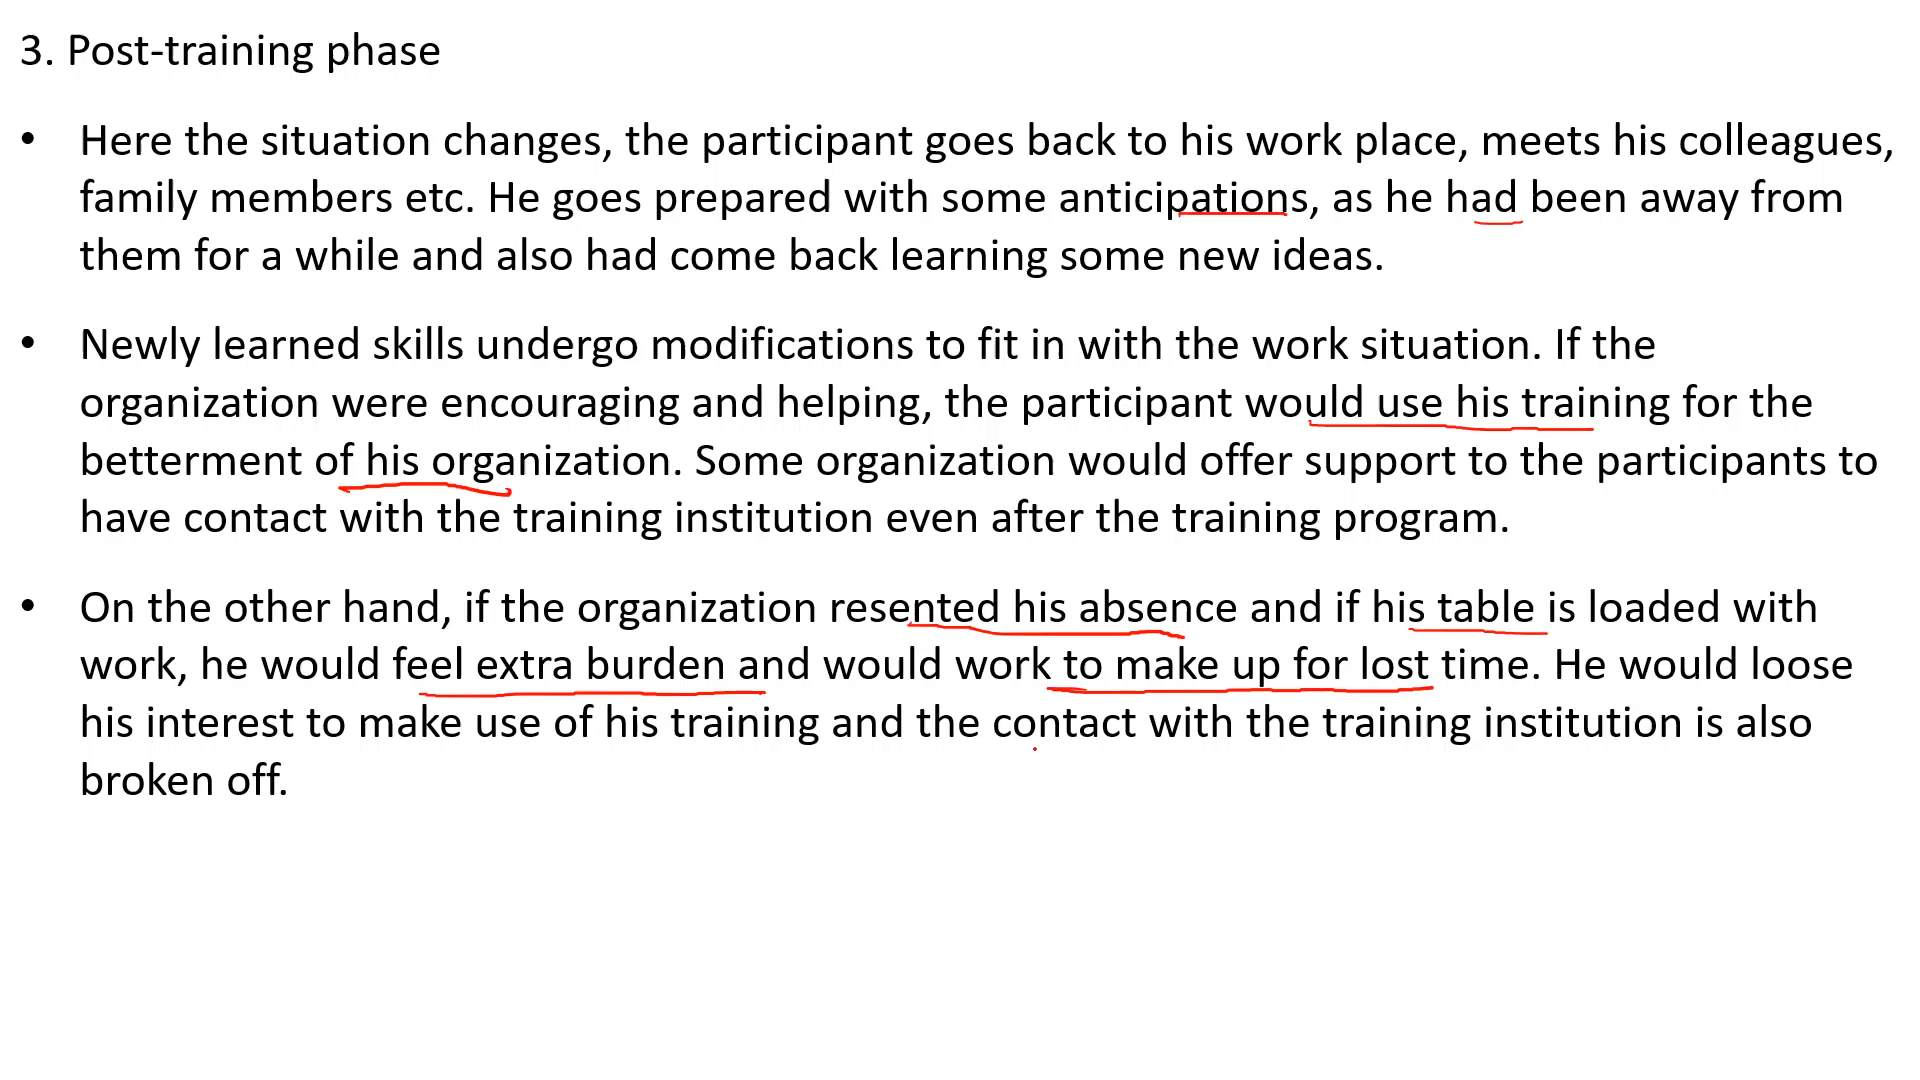 3. Post-training phase
• Here the situation changes, the participant goes back to his work place, meets his colleagues,
family members etc. He goes prepared with some anticipations, as he had been away from
them for a while and also had come back learning some new ideas.
• Newly learned skills undergo modifications to fit in with the work situation. If the
organization were encouraging and helping, the participant would use his training for the
betterment of his organization. Some organization would offer support to the participants to
have contact with the training institution even after the training program.
• On the other hand, if the organization resented his absence and if his table is loaded with
work, he would feel extra burden and would work to make up for lost time. He would loose
his interest to make use of his training and the contact with the training institution is also
broken off.